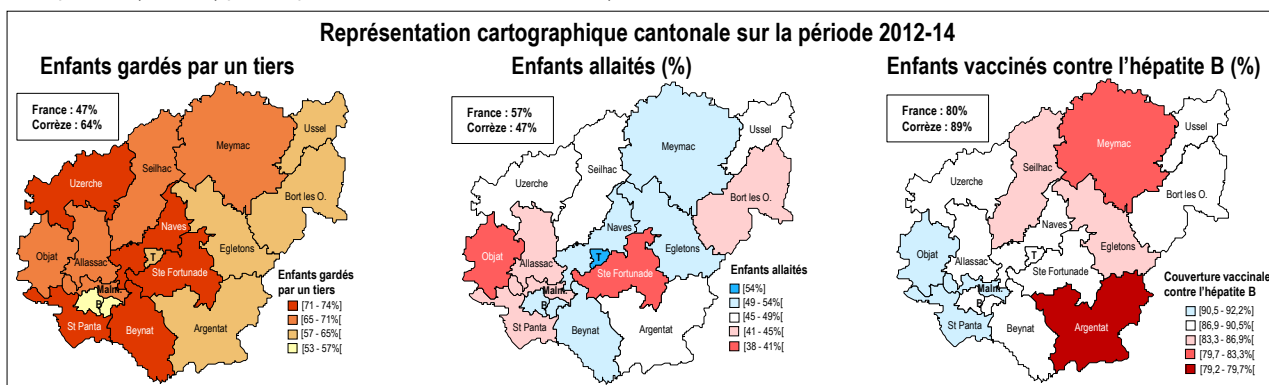 Représentation cartographique cantonale sur la période 2012-14
Enfants gardés par un tiers
France : 47%
Corrèze : 64%
Ussel
Meymac
Seilhac
Uzerche
Bort les O.
Naves
Egletons
Objat
Allassac
T
Ste Fortunade
Malm.
B
St Panta
Beynat
Argentat
Enfants gardés
par un tiers
[71 - 74%[
[65 - 71%[
[57 - 65%[
[53 - 57%[
Enfants allaités (%)
France : 57%
Corrèze : 47%
Ussel
Meymac
Seilhac
Uzerche
Bort les O.
Naves
Egletons
Objat
Allassac
T
Ste Fortunade
Malm.
B
St Panta
Beynat
Argentat
Enfants allaités
[54%[
[49 - 54%[
[45 - 49%[
[41 - 45%[
[38 - 41%[
Enfants vaccinés contre l’hépatite B (%)
France : 80%
Corrèze : 89%
Ussel
Meymac
Seilhac
Uzerche
Bort les O.
Naves
Egletons
Objat
Allassac
T
Ste Fortunade
Malm.
B
St Panta
Beynat
Argentat
Couverture vaccinale
contre l’hépatite B
[90,5 - 92,2%[
[86,9 - 90,5%[
[83,3 - 86,9%[
[79,7 - 83,3%[
[79,2 - 79,7%[